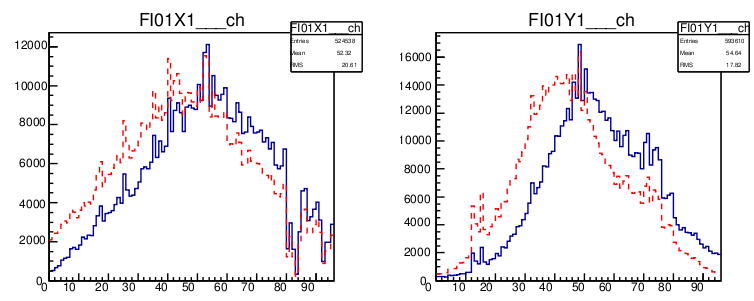 FI01X1___ch
FI01X1___ch
Entries 524538
Mean 52.32
RMS 20.61
12000
10000
8000
6000
4000
2000
0
0 10 20 30 40 50 60 70 80 90
FI01Y1___ch
FI01Y1___ch
Entries 593610
Mean 54.64
RMS 17.82
16000
14000
12000
10000
8000
6000
4000
2000
0
10 20 30 40 50 60 70 80 90